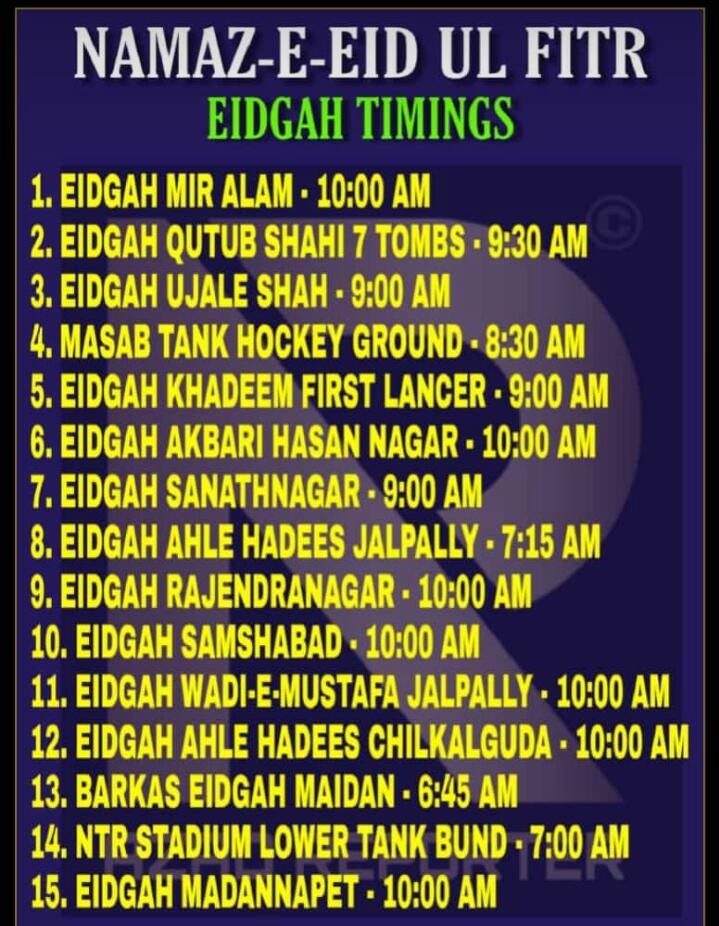 NAMAZ-E-EID UL FITR
EIDGAH TIMINGS
©
1. EIDGAH MIR ALAM - 10:00 AM
2. EIDGAH QUTUB SHAHI 7 TOMBS - 9:30 AM
3. EIDGAH UJALE SHAH - 9:00 AM
4. MASAB TANK HOCKEY GROUND - 8:30 AM
5. EIDGAH KHADEEM FIRST LANCER - 9:00 AM
6. EIDGAH AKBARI HASAN NAGAR - 10:00 AM
7. EIDGAH SANATHNAGAR - 9:00 AM
8. EIDGAH AHLE HADEES JALPALLY - 7:15 AM
9. EIDGAH RAJENDRANAGAR - 10:00 AM
10. EIDGAH SAMSHABAD - 10:00 AM
11. EIDGAH WADI-E-MUSTAFA JALPALLY - 10:00 AM
12. EIDGAH AHLE HADEES CHILKALGUDA - 10:00 AM
13. BARKAS EIDGAH MAIDAN - 6:45 AM
14. NTR STADIUM LOWER TANK BUND - 7:00 AM
REPORTER
15. EIDGAH MADANNAPET - 10:00 AM